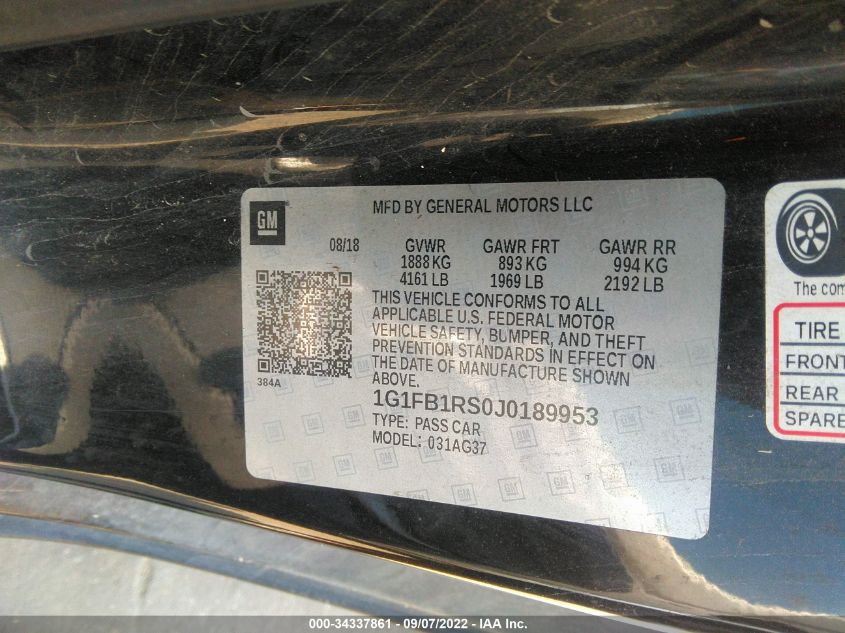 GM
MFD BY GENERAL MOTORS LLC
08/18 GVWR GAWR FRT GAWR RR
1888 KG 893 KG 994 KG
4161 LB 1969 LB 2192 LB
THIS VEHICLE CONFORMS TO ALL
APPLICABLE U.S. FEDERAL MOTOR
VEHICLE SAFETY, BUMPER, AND THEFT
PREVENTION STANDARDS IN EFFECT ON
THE DATE OF MANUFACTURE SHOWN
ABOVE.
384A
1G1FB1RS0J0189953
TYPE: PASS CAR
MODEL: 031AG37
The com
TIRE
FRONT
REAR
SPARE
000-34337861 - 09/07/2022 - IAA Inc.